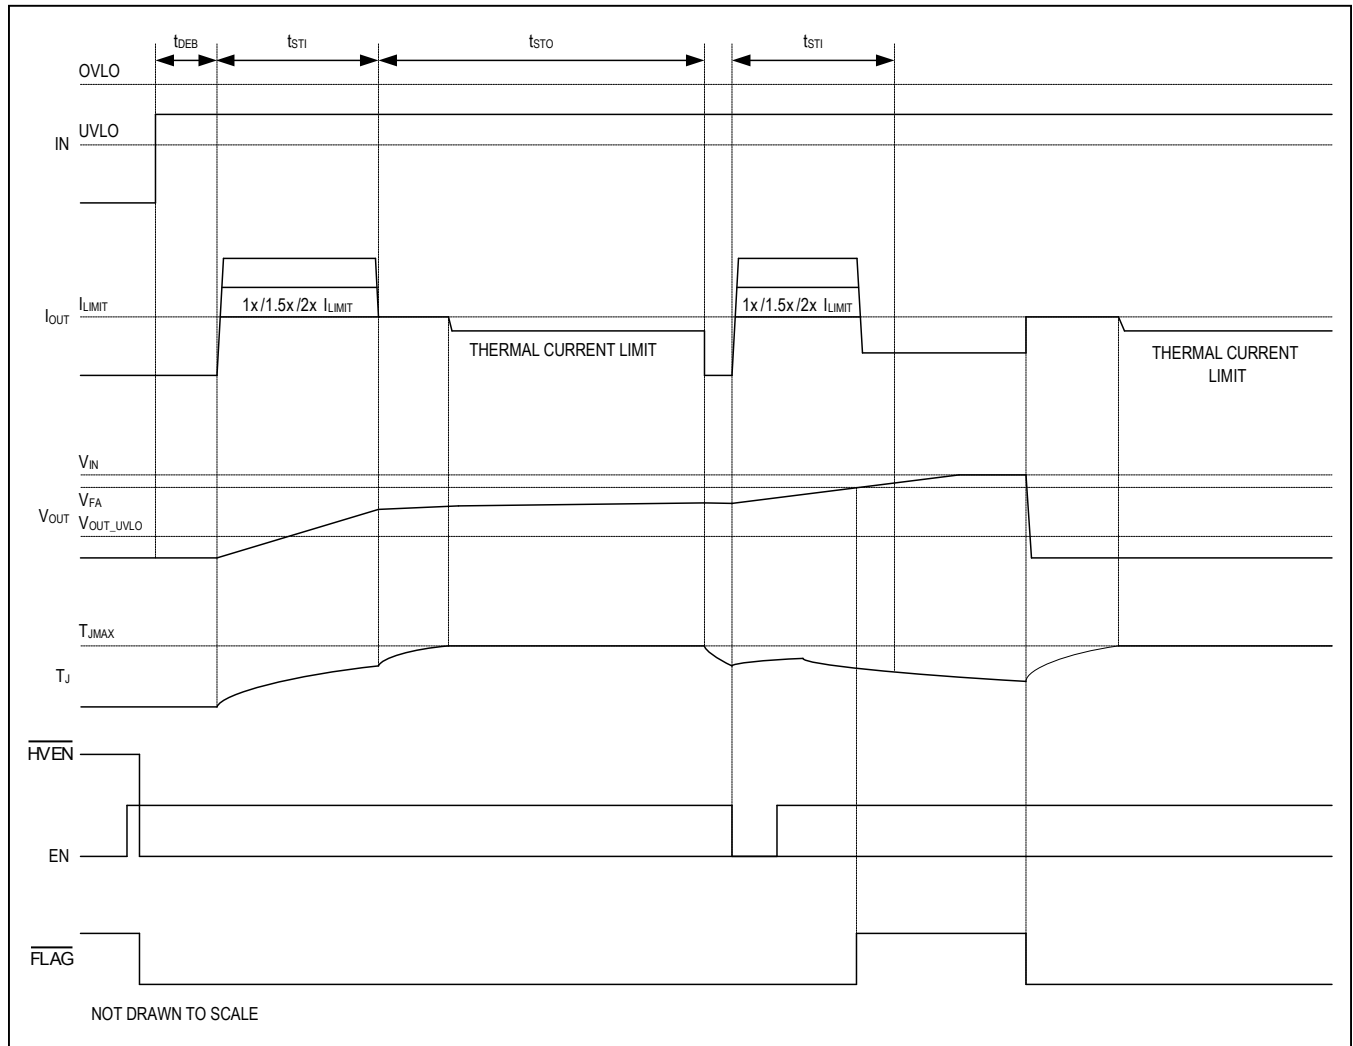 tDEB tSTI tSTO tSTI
OVLO
UVLO
IN
ILIMIT
1x/1.5x/2x ILIMIT 1x/1.5x/2x ILIMIT
IOUT
THERMAL CURRENT LIMIT
THERMAL CURRENT
LIMIT
VIN
VFA
VOUT
VOUT_UVLO
TJMAX
TJ
HVEN
EN
FLAG
NOT DRAWN TO SCALE